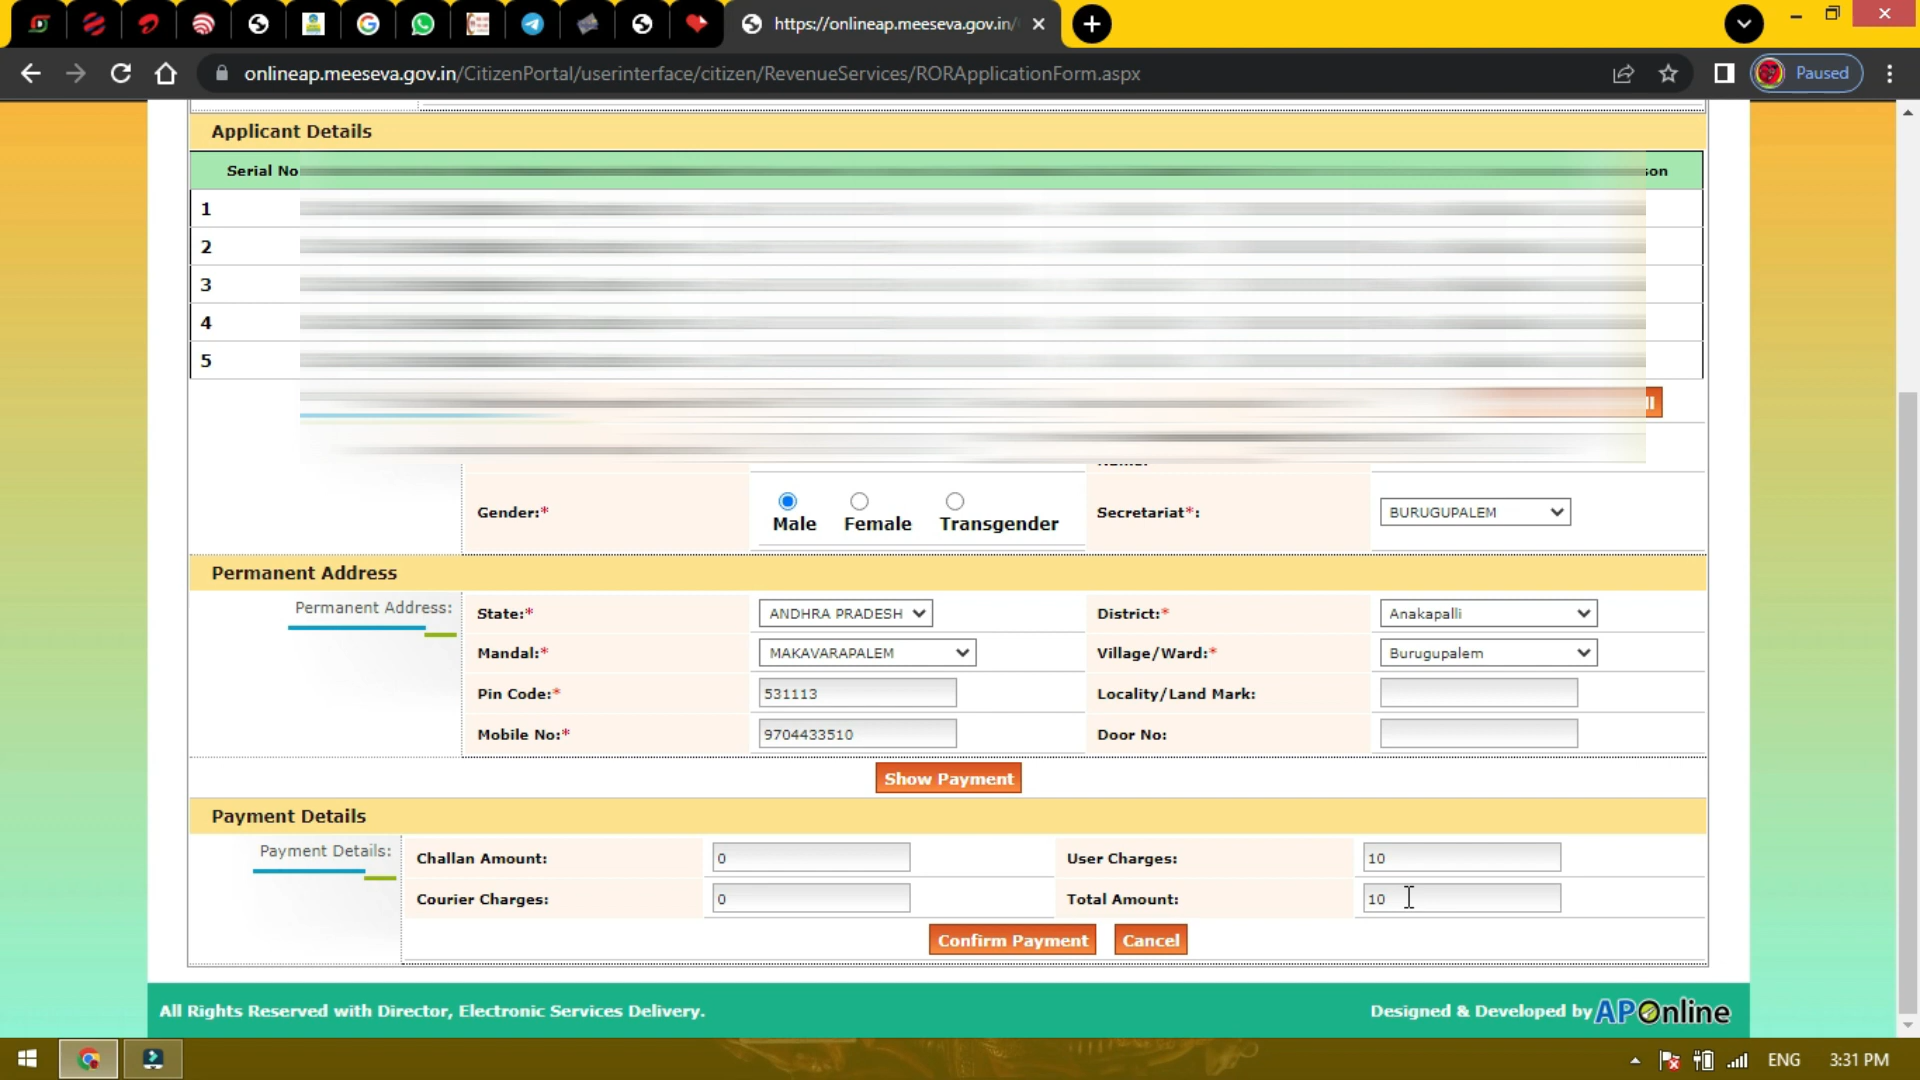 https://onlineap.meeseva.gov.in/
onlineap.meeseva.gov.in/CitizenPortal/userinterface/citizen/RevenueServices/RORApplicationForm.aspx
Paused
Applicant Details
Serial No
son
1
2
3
4
5
Gender:*
Male
Female
Transgender
Secretariat*:
BURUGUPALEM
Permanent Address
Permanent Address:
State:*
ANDHRA PRADESH
District:*
Anakapalli
Mandal:*
MAKAVARAPALEM
Village/Ward:*
Burugupalem
Pin Code:*
531113
Locality/Land Mark:
Mobile No:*
9704433510
Door No:
Show Payment
Payment Details
Payment Details:
Challan Amount:
0
User Charges:
10
Courier Charges:
0
Total Amount:
10
Confirm Payment
Cancel
All Rights Reserved with Director, Electronic Services Delivery.
Designed & Developed by APOnline
ENG
3:31 PM